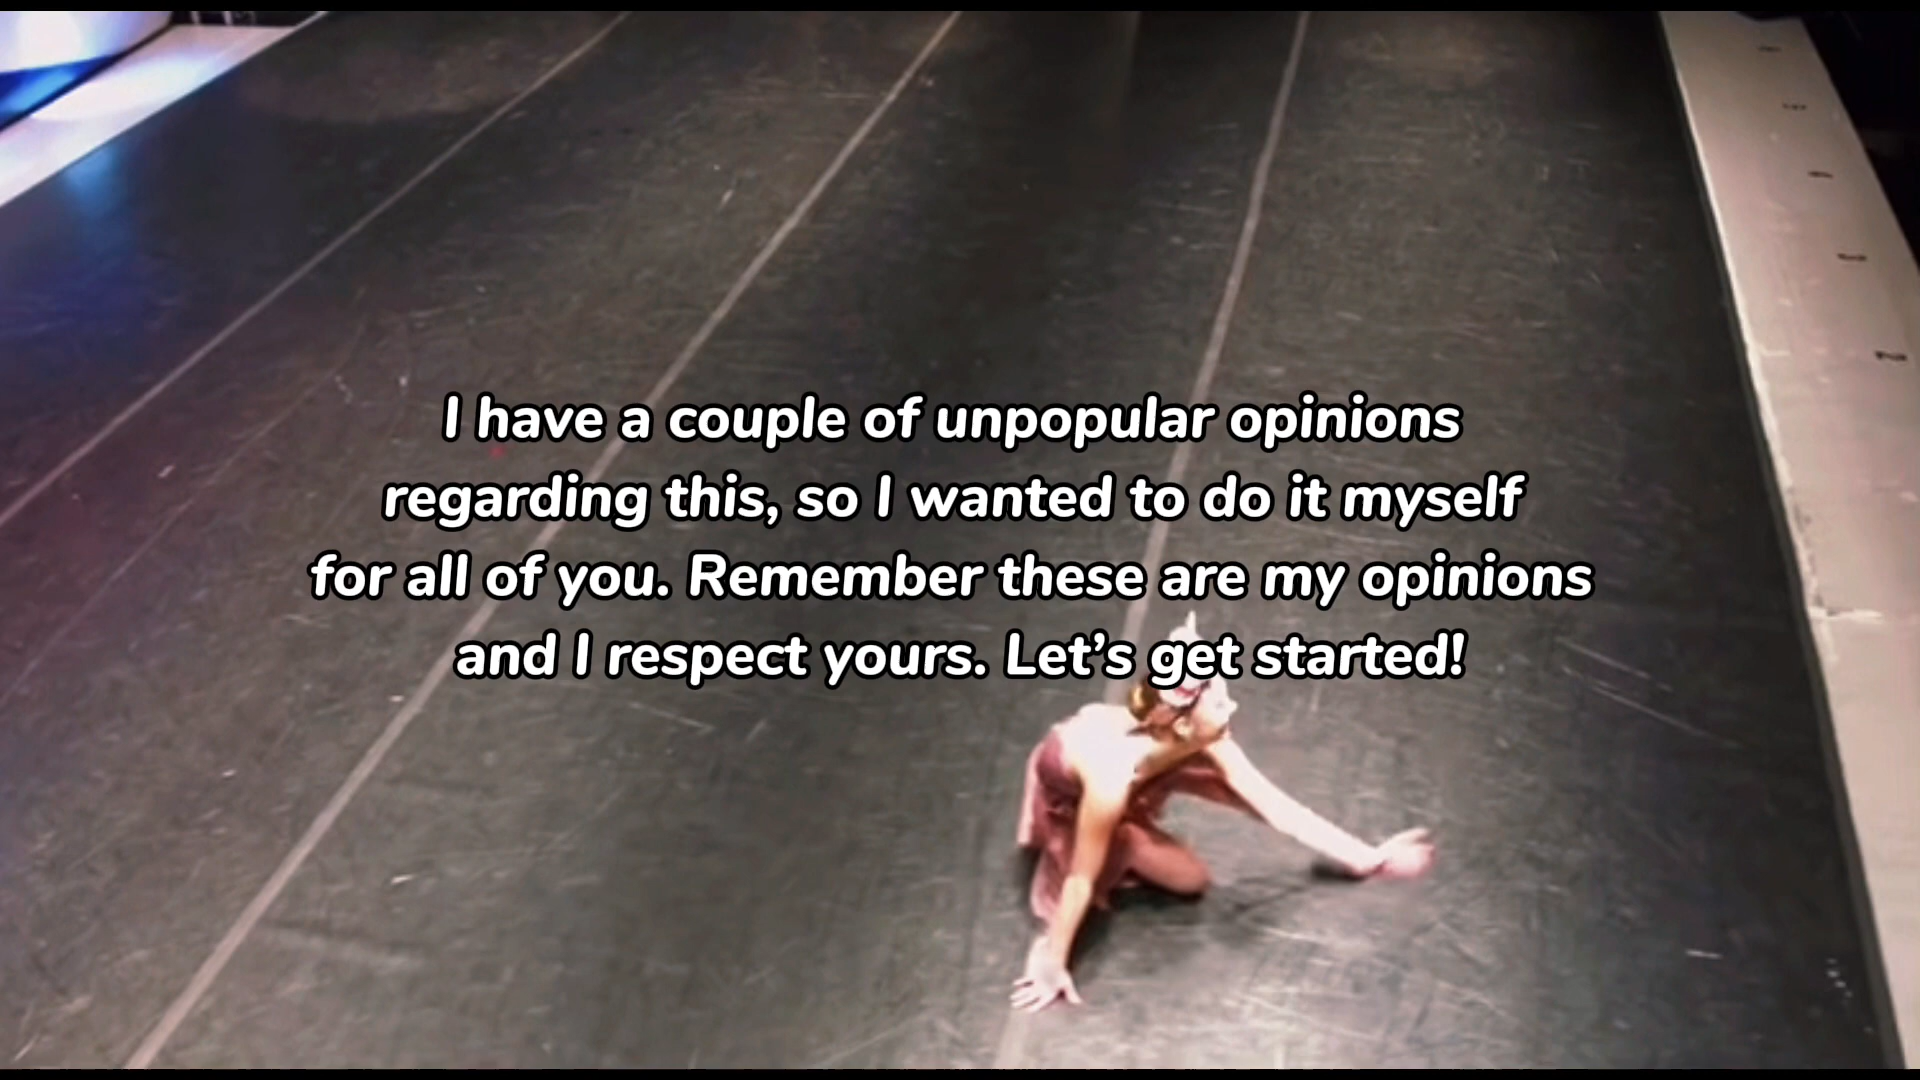 I have a couple of unpopular opinions
regarding this, so I wanted to do it myself
for all of you. Remember these are my opinions
and I respect yours. Let’s get started!